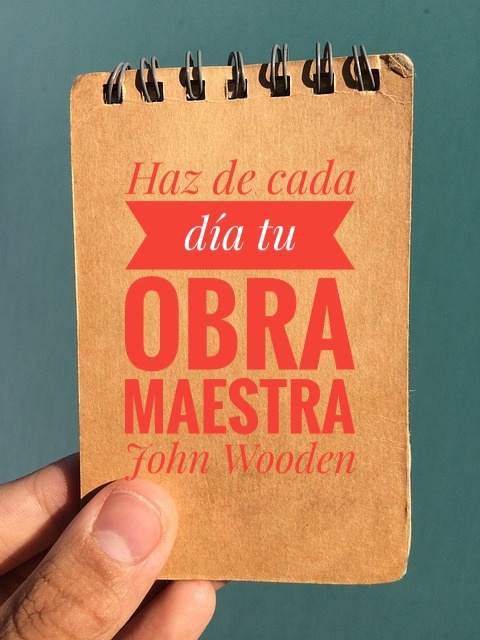 Haz de cada
día tu
OBRA
MAESTRA
John Wooden